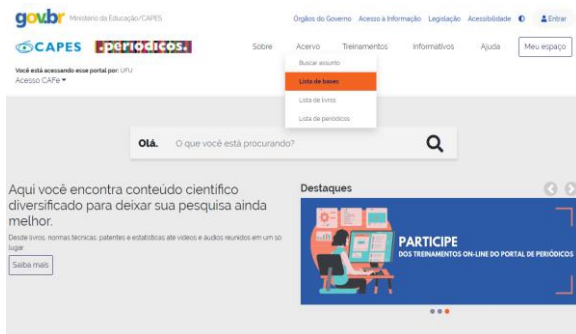 gov.br Ministério da Educação/CAPES
Órgãos do Governo Acesso à Informação Legislação Acessibilidade Entrar
CAPES .periodicos.
Sobre Acervo Treinamentos Informativos Ajuda Meu espaço
Você está acessando esse portal por: UFU
Acesso CAFe
Buscar assunto
Lista de bases
Lista de livros
Lista de periódicos
Olá. O que você está procurando?
Aqui você encontra conteúdo científico
diversificado para deixar sua pesquisa ainda
melhor.
Desde livros, normas técnicas, patentes e estatísticas até vídeos e áudios reunidos em um só
lugar
Saiba mais
Destaques
PARTICIPE
DOS TREINAMENTOS ON-LINE DO PORTAL DE PERIÓDICOS